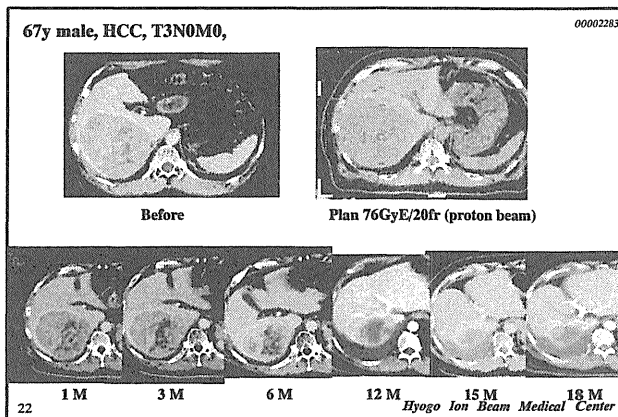 00002283
67y male, HCC, T3N0M0,
Before
Plan 76GyE/20fr (proton beam)
1 M
3 M
6 M
12 M
15 M
18 M
22
Hyogo Ion Beam Medical Center